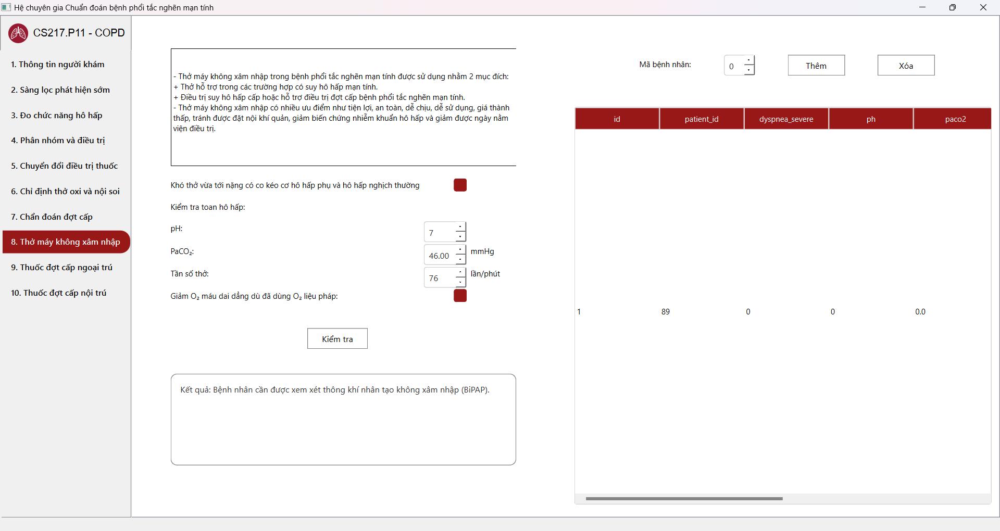 Hệ chuyên gia Chuẩn đoán bệnh phổi tắc nghẽn mạn tính
CS217.P11 - COPD
1. Thông tin người khám
2. Sàng lọc phát hiện sớm
3. Đo chức năng hô hấp
4. Phân nhóm và điều trị
5. Chuyển đổi điều trị thuốc
6. Chỉ định thở oxi và nội soi
7. Chẩn đoán đợt cấp
8. Thở máy không xâm nhập
9. Thuốc đợt cấp ngoại trú
10. Thuốc đợt cấp nội trú
- Thở máy không xâm nhập trong bệnh phổi tắc nghẽn mạn tính được sử dụng nhằm 2 mục đích:
+ Thở hỗ trợ trong các trường hợp có suy hô hấp mạn tính.
+ Điều trị suy hô hấp cấp hoặc hỗ trợ điều trị đợt cấp bệnh phổi tắc nghẽn mạn tính.
- Thở máy không xâm nhập có nhiều ưu điểm như tiện lợi, an toàn, dễ chịu, dễ sử dụng, giá thành
thấp, tránh được đặt nội khí quản, giảm biến chứng nhiễm khuẩn hô hấp và giảm được ngày nằm
viện điều trị.
Khó thở vừa tới nặng có co kéo cơ hô hấp phụ và hô hấp nghịch thường
Kiểm tra toan hô hấp:
pH: 7
PaCO₂: 46.00 mmHg
Tần số thở: 76 lần/phút
Giảm O₂ máu dai dẳng dù đã dùng O₂ liệu pháp:
Kiểm tra
Kết quả: Bệnh nhân cần được xem xét thông khí nhân tạo không xâm nhập (BiPAP).
Mã bệnh nhân: 0 Thêm Xóa
id patient_id dyspnea_severe ph paco2
1 89 0 0 0.0